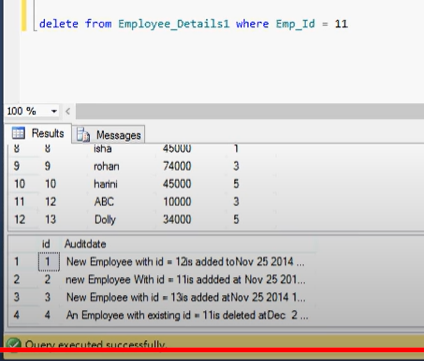 delete from Employee_Details1 where Emp_Id = 11
100 %
Results Messages
8 8 isha 45000 1
9 9 rohan 74000 3
10 10 harini 45000 5
11 12 ABC 10000 3
12 13 Dolly 34000 5
id Auditdate
1 1 New Employee with id = 12is added toNov 25 2014 ...
2 2 new Employee With id = 11is addded at Nov 25 201...
3 3 New Emploee with id = 13is added atNov 25 2014 1...
4 4 An Employee with existing id = 11is deleted atDec 2 ...
Query executed successfully.